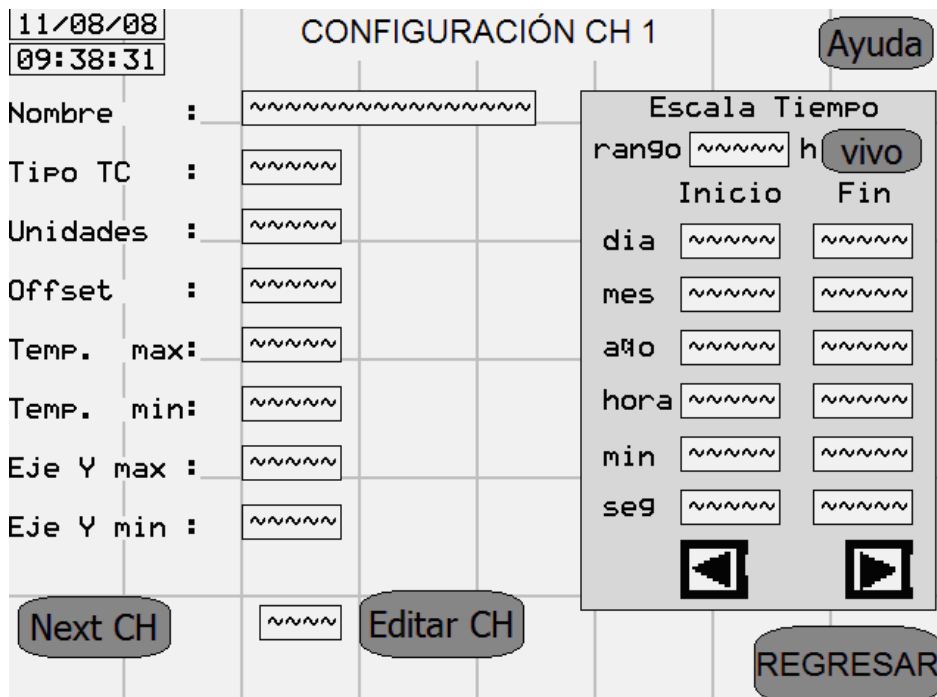 11/08/08
09:38:31
CONFIGURACIÓN CH 1
Ayuda
Nombre : ~~~~~~~~~~~~~~~~
Tipo TC : ~~~~~
Unidades : ~~~~~
Offset : ~~~~~
Temp. max: ~~~~~
Temp. min: ~~~~~
Eje Y max : ~~~~~
Eje Y min : ~~~~~
Escala Tiempo
rango ~~~~~ h vivo
Inicio Fin
dia ~~~~~ ~~~~~
mes ~~~~~ ~~~~~
año ~~~~~ ~~~~~
hora ~~~~~ ~~~~~
min ~~~~~ ~~~~~
seg ~~~~~ ~~~~~
Next CH ~~~~ Editar CH
REGRESAR